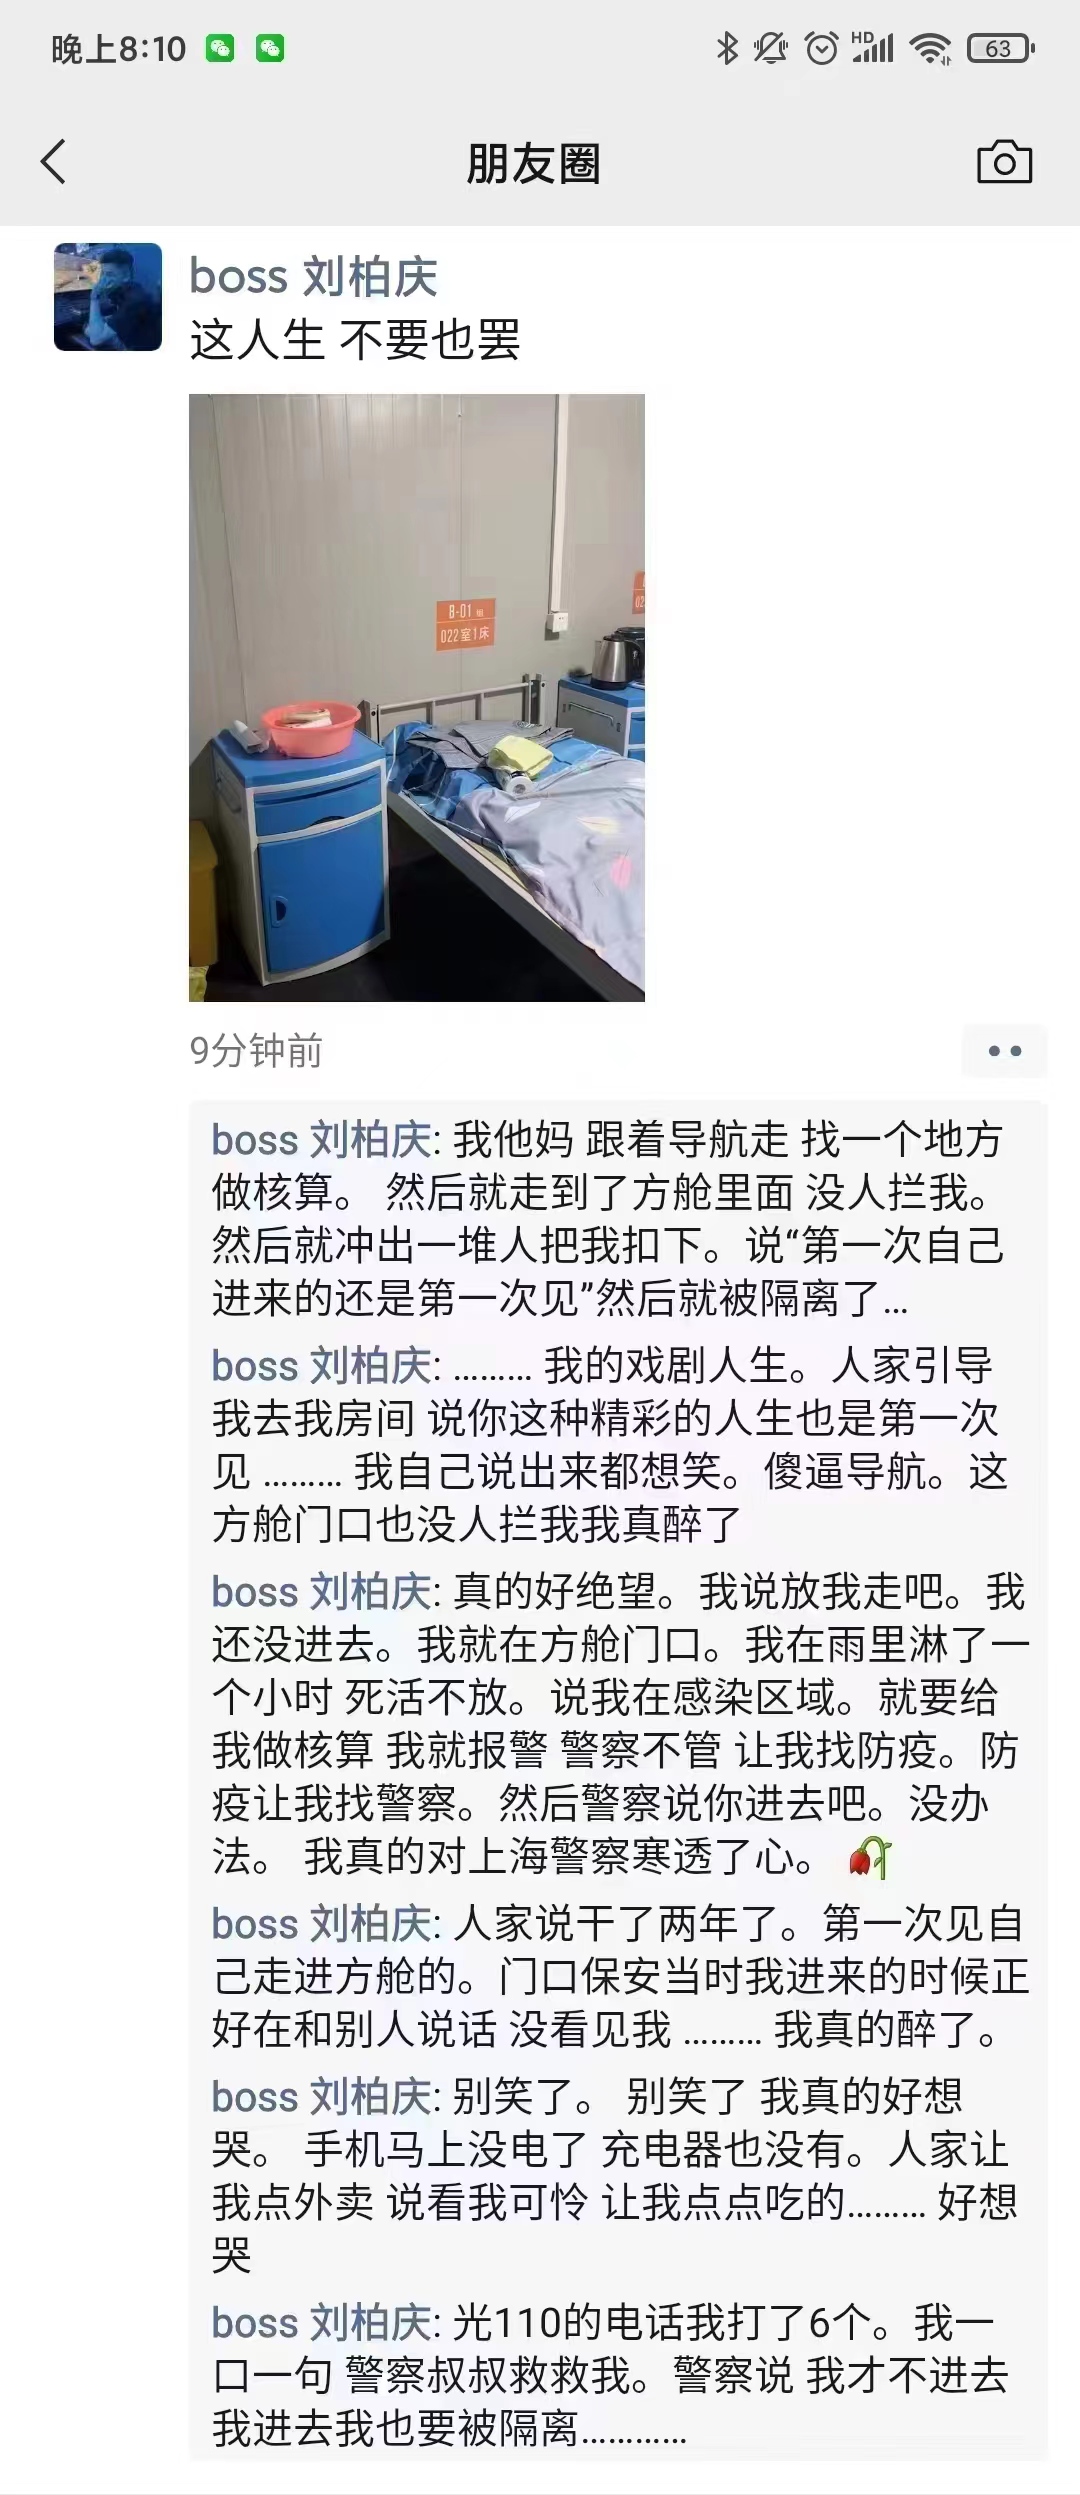 晚上8:10
HD
63
朋友圈
boss 刘柏庆
这人生 不要也罢
B-01
022室1床
02
9分钟前
boss 刘柏庆: 我他妈 跟着导航走 找一个地方
做核算。 然后就走到了方舱里面 没人拦我。
然后就冲出一堆人把我扣下。说“第一次自己
进来的还是第一次见”然后就被隔离了...
boss 刘柏庆: ……... 我的戏剧人生。人家引导
我去我房间 说你这种精彩的人生也是第一次
见 ……... 我自己说出来都想笑。傻逼导航。这
方舱门口也没人拦我我真醉了
boss 刘柏庆: 真的好绝望。我说放我走吧。我
还没进去。我就在方舱门口。我在雨里淋了一
个小时 死活不放。说我在感染区域。就要给
我做核算 我就报警 警察不管 让我找防疫。防
疫让我找警察。然后警察说你进去吧。没办
法。 我真的对上海警察寒透了心。 🥀
boss 刘柏庆: 人家说干了两年了。第一次见自
己走进方舱的。门口保安当时我进来的时候正
好在和别人说话 没看见我 ……... 我真的醉了。
boss 刘柏庆: 别笑了。 别笑了 我真的好想
哭。 手机马上没电了 充电器也没有。人家让
我点外卖 说看我可怜 让我点点吃的……... 好想
哭
boss 刘柏庆: 光110的电话我打了6个。我一
口一句 警察叔叔救救我。警察说 我才不进去
我进去我也要被隔离…………